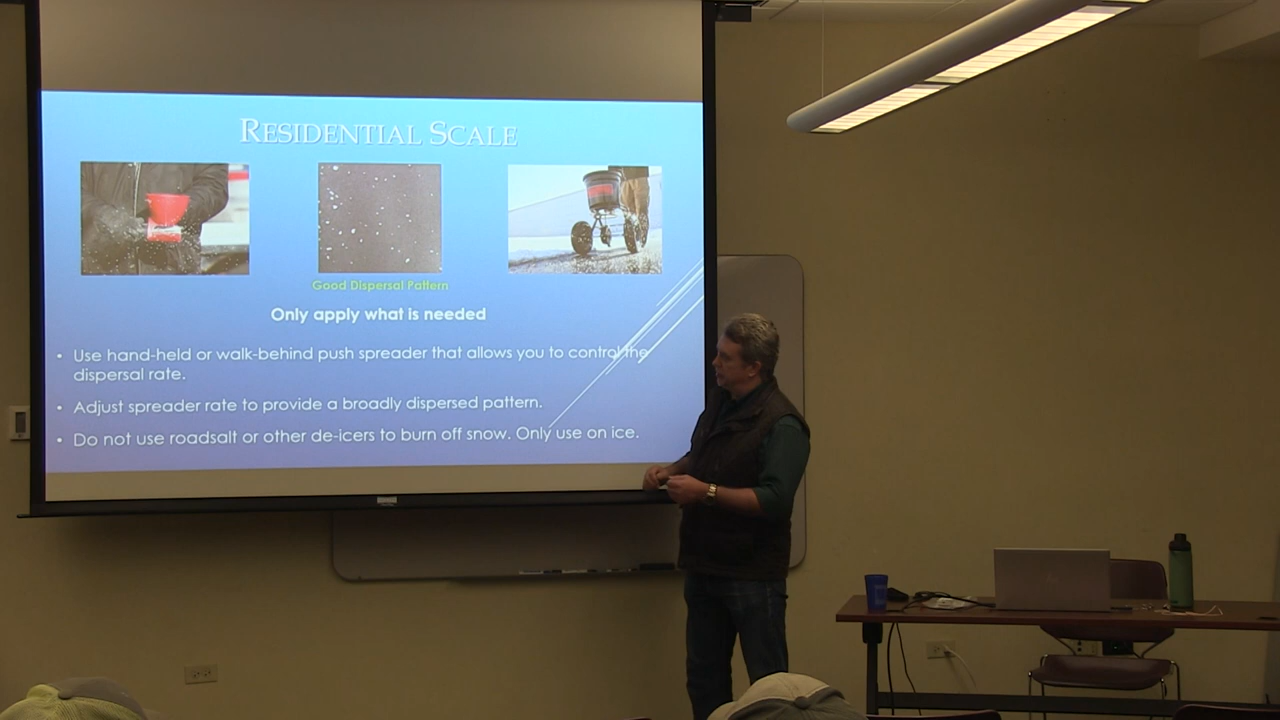 RESIDENTIAL SCALE
Good Dispersal Pattern
Only apply what is needed
• Use hand-held or walk-behind push spreader that allows you to control the
dispersal rate.
• Adjust spreader rate to provide a broadly dispersed pattern.
• Do not use roadsalt or other de-icers to burn off snow. Only use on ice.